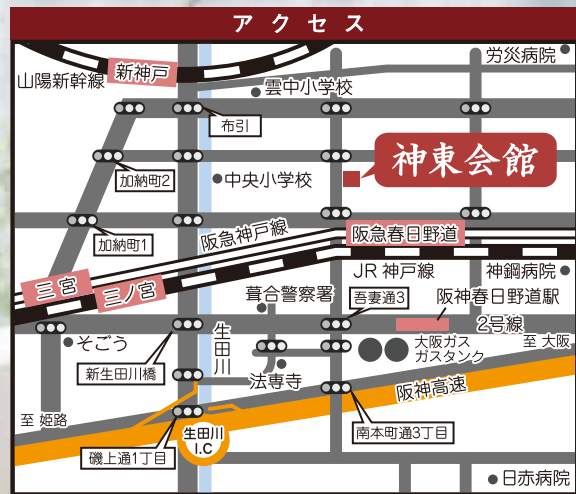 アクセス
労災病院
山陽新幹線
新神戸
雲中小学校
布引
加納町2
中央小学校
神東会館
加納町1
阪急神戸線
阪急春日野道
三宮
三ノ宮
JR 神戸線
神鋼病院
葺合警察署
吾妻通3
阪神春日野道駅
2号線
至 大阪
そごう
生田川
大阪ガス
ガスタンク
新生田川橋
法専寺
阪神高速
至 姫路
南本町通3丁目
生田川
I.C
磯上通1丁目
日赤病院